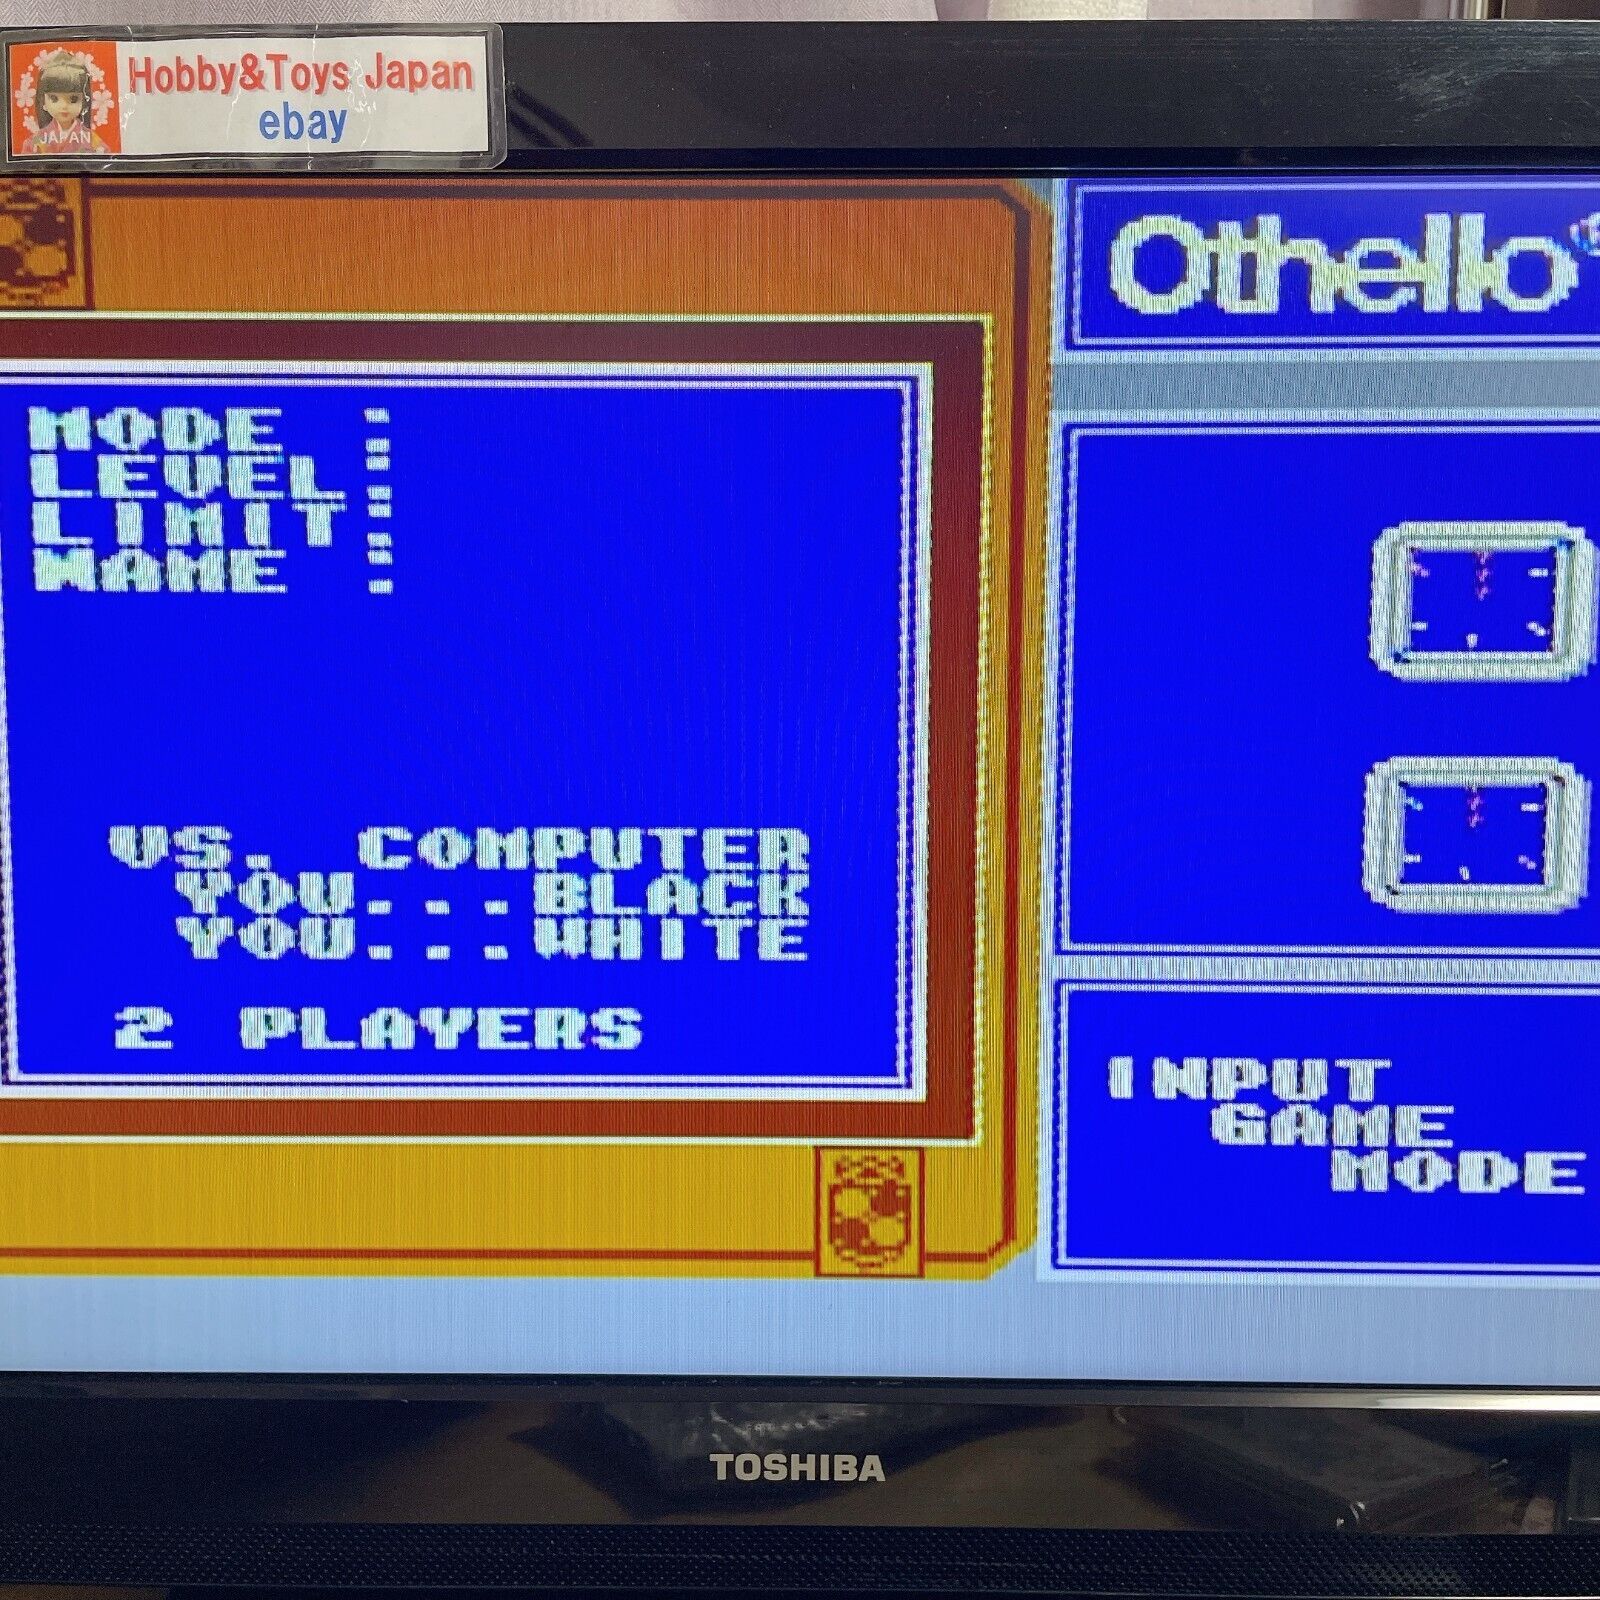 Hobby&Toys Japan
ebay
JAPAN
Othello®
MODE :
LEVEL :
LIMIT :
NAME :
VS. COMPUTER
YOU...BLACK
YOU...WHITE
2 PLAYERS
INPUT
GAME
MODE
TOSHIBA